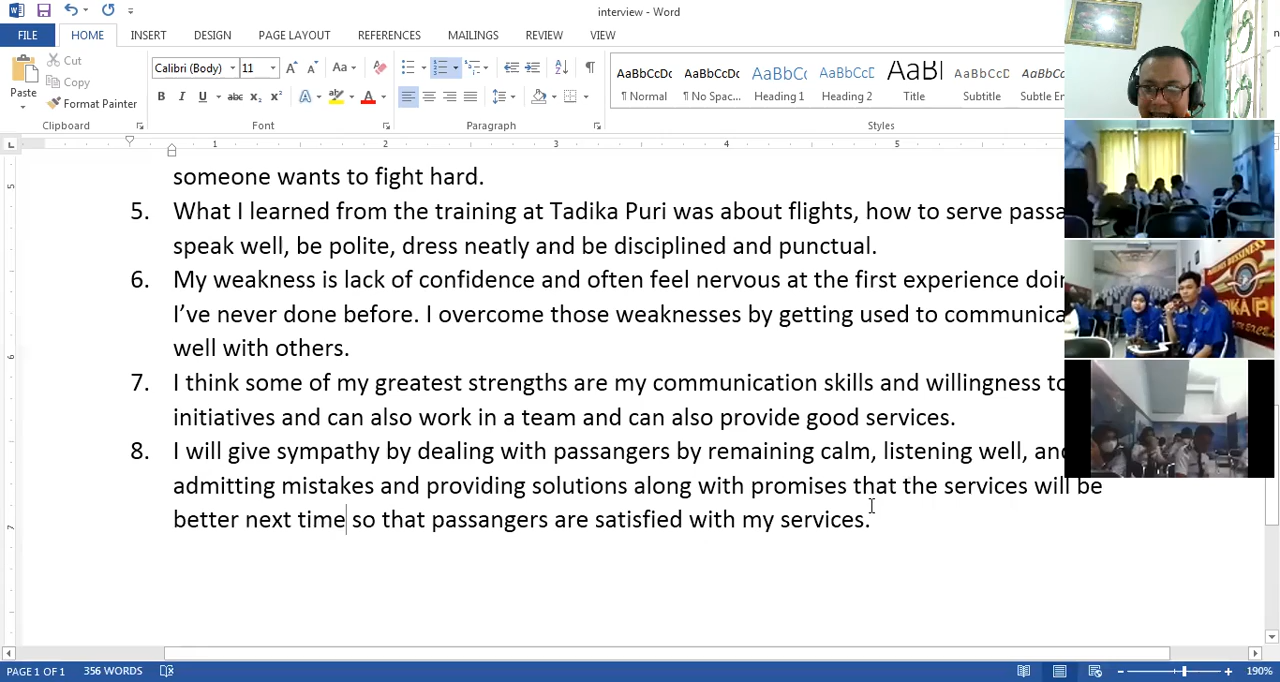 interview - Word
FILE HOME INSERT DESIGN PAGE LAYOUT REFERENCES MAILINGS REVIEW VIEW
Cut
Copy
Format Painter
Paste
Calibri (Body) 11
AaBbCcDc AaBbCcDc AaBbC AaBbCcD AaBl AaBbCcD
¶ Normal ¶ No Spac... Heading 1 Heading 2 Title Subtitle Subtle
Clipboard Font Paragraph Styles
1 2 3 4 5
someone wants to fight hard.
5. What I learned from the training at Tadika Puri was about flights, how to serve passa
speak well, be polite, dress neatly and be disciplined and punctual.
6. My weakness is lack of confidence and often feel nervous at the first experience doi
I've never done before. I overcome those weaknesses by getting used to communica
well with others.
7. I think some of my greatest strengths are my communication skills and willingness to
initiatives and can also work in a team and can also provide good services.
8. I will give sympathy by dealing with passangers by remaining calm, listening well, and
admitting mistakes and providing solutions along with promises that the services will be
better next time so that passangers are satisfied with my services.
PAGE 1 OF 1 356 WORDS 190%